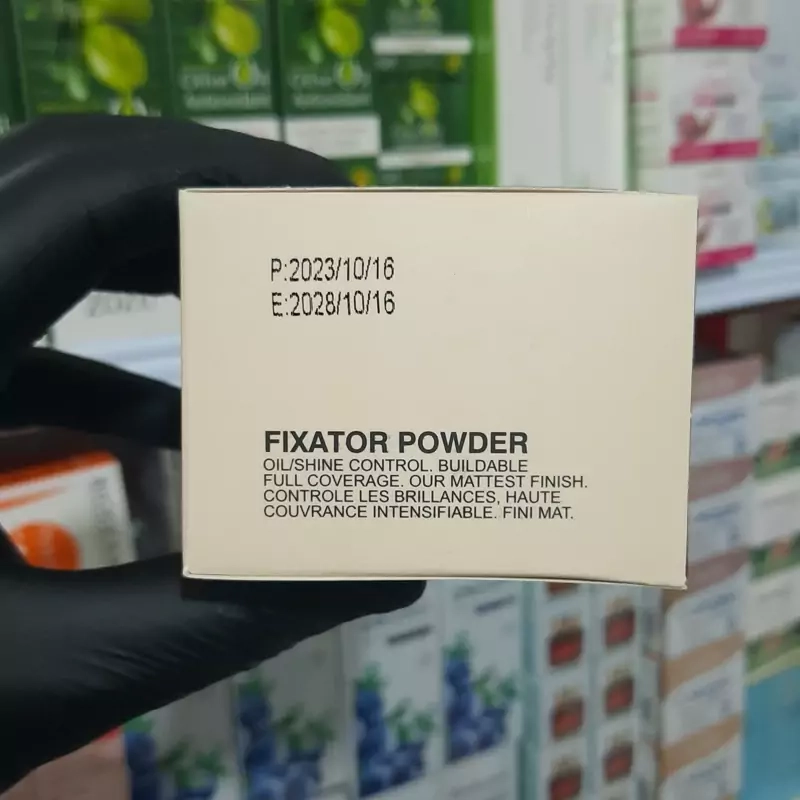 P:2023/10/16
E:2028/10/16
FIXATOR POWDER
OIL/SHINE CONTROL. BUILDABLE
FULL COVERAGE. OUR MATTEST FINISH.
CONTROLE LES BRILLANCES, HAUTE
COUVRANCE INTENSIFIABLE. FINI MAT.